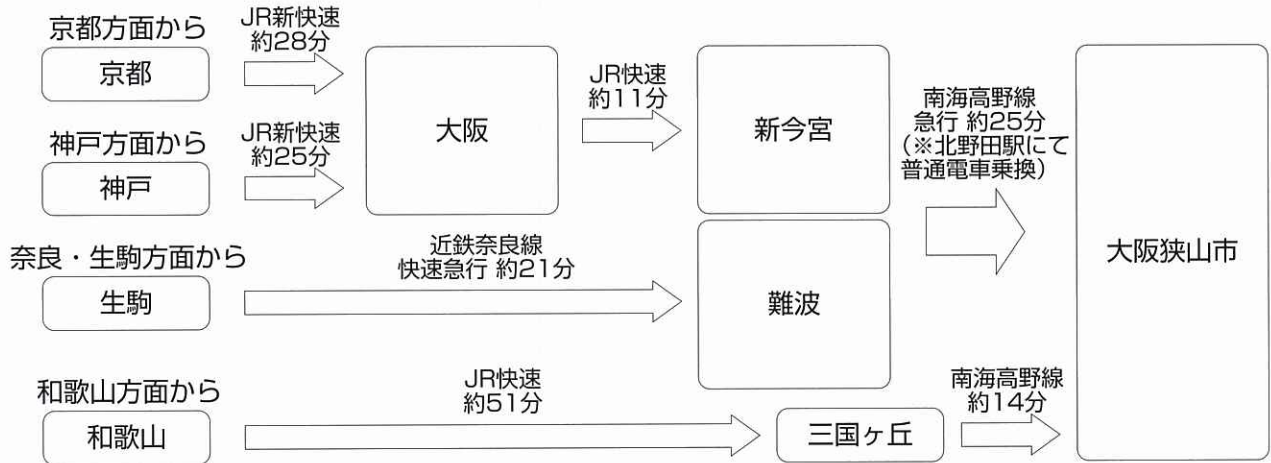 京都方面から
京都
JR新快速
約28分
神戸方面から
神戸
JR新快速
約25分
大阪
JR快速
約11分
新今宮
奈良・生駒方面から
生駒
近鉄奈良線
快速急行 約21分
難波
南海高野線
急行 約25分
(※北野田駅にて
普通電車乗換)
和歌山方面から
和歌山
JR快速
約51分
三国ヶ丘
南海高野線
約14分
大阪狭山市